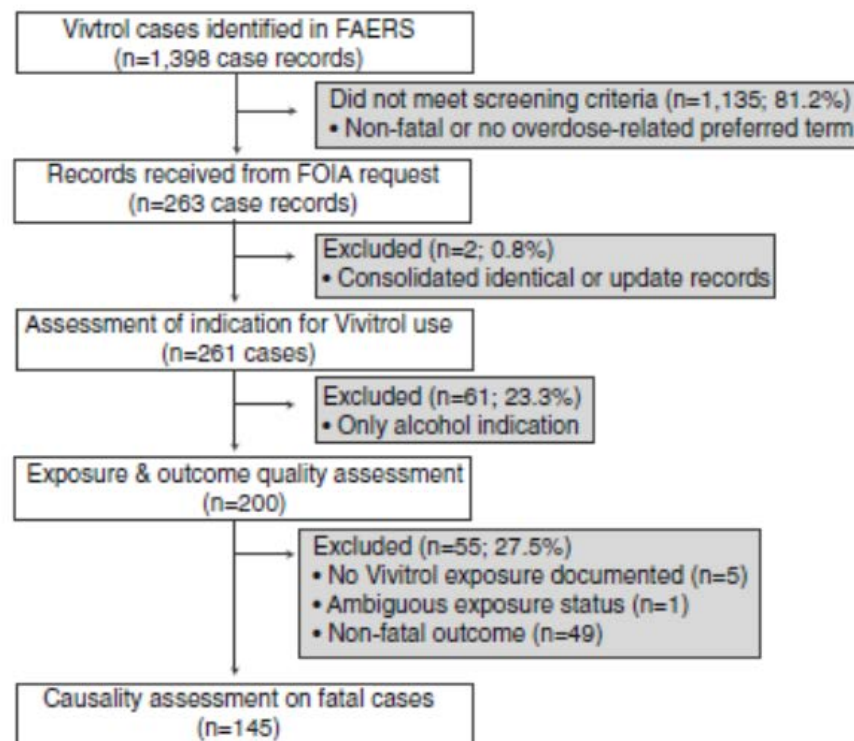 Vivtrol cases identified in FAERS
(n=1,398 case records)
Did not meet screening criteria (n=1,135; 81.2%)
• Non-fatal or no overdose-related preferred term
Records received from FOIA request
(n=263 case records)
Excluded (n=2; 0.8%)
• Consolidated identical or update records
Assessment of indication for Vivitrol use
(n=261 cases)
Excluded (n=61; 23.3%)
• Only alcohol indication
Exposure & outcome quality assessment
(n=200)
Excluded (n=55; 27.5%)
• No Vivitrol exposure documented (n=5)
• Ambiguous exposure status (n=1)
• Non-fatal outcome (n=49)
Causality assessment on fatal cases
(n=145)